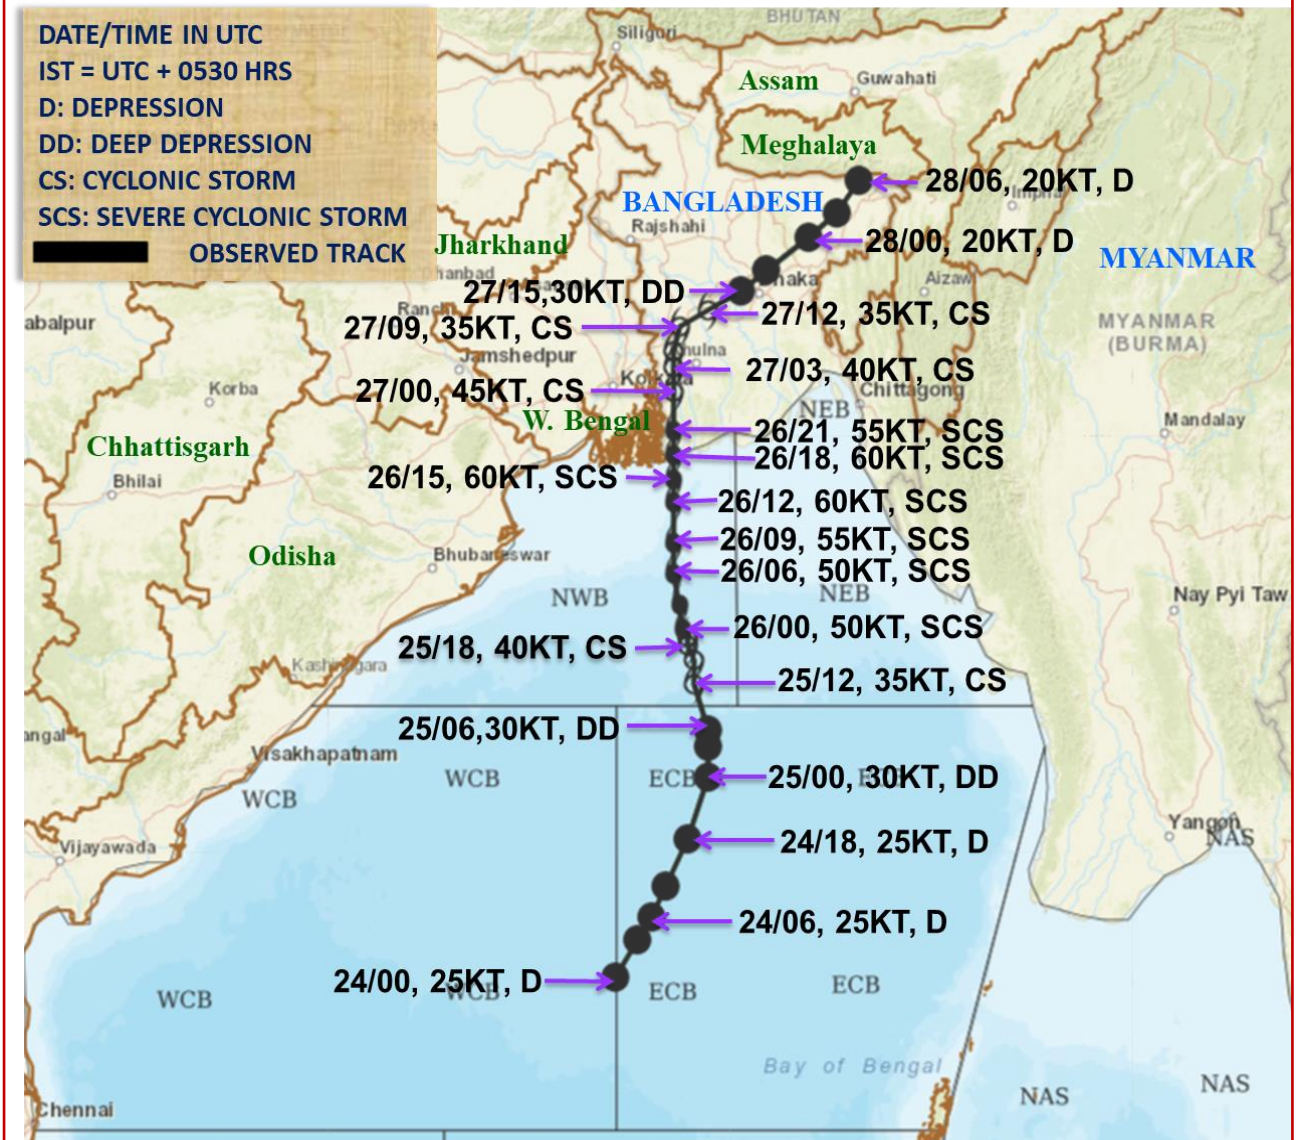 DATE/TIME IN UTC
IST = UTC + 0530 HRS
D: DEPRESSION
DD: DEEP DEPRESSION
CS: CYCLONIC STORM
SCS: SEVERE CYCLONIC STORM
OBSERVED TRACK
BHUTAN
Siliguri
Assam
Guwahati
Meghalaya
28/06, 20KT, D
BANGLADESH
Rajshahi
28/00, 20KT, D
Jharkhand
MYANMAR
27/15,30KT, DD
Aizaw
27/12, 35KT, CS
27/09, 35KT, CS
MYANMAR
(BURMA)
abalpur
Jamshedpur
27/03, 40KT, CS
Korba
27/00, 45KT, CS
Chittagong
NEB
W. Bengal
Mandalay
26/21, 55KT, SCS
Chhattisgarh
26/18, 60KT, SCS
26/15, 60KT, SCS
Bhilai
26/12, 60KT, SCS
26/09, 55KT, SCS
Odisha
Bhubaneswar
26/06, 50KT, SCS
NWB
NEB
Nay Pyi Taw
26/00, 50KT, SCS
25/18, 40KT, CS
25/12, 35KT, CS
25/06,30KT, DD
angal
Visakhapatnam
WCB
ECB
25/00, 30KT, DD
WCB
Yangon
NAS
24/18, 25KT, D
Vijayawada
24/06, 25KT, D
24/00, 25KT, D
WCB
WCB
ECB
ECB
Bay of Bengal
NAS
NAS
Chennai